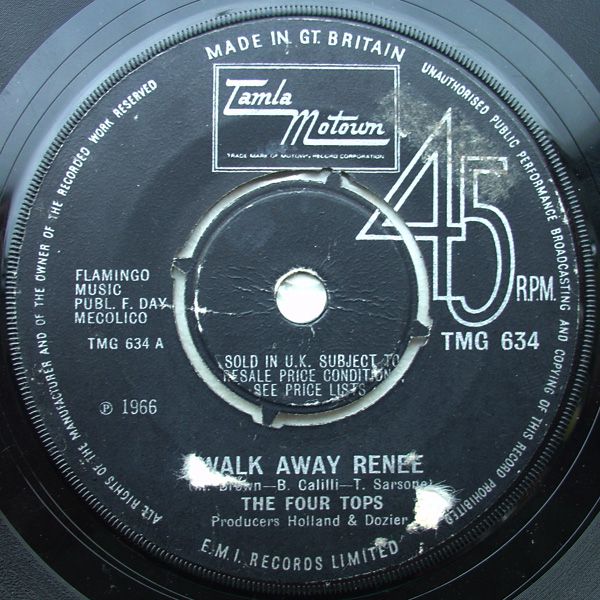 MADE IN GT. BRITAIN
UNAUTHORISED PUBLIC PERFORMANCE BROADCASTING AND COPYING OF THIS RECORD PROHIBITED
ALL RIGHTS OF THE MANUFACTURER AND OF THE OWNER OF THE RECORDED WORK RESERVED
Tamla
Motown
TRADE MARK OF MOTOWN RECORD CORPORATION
45
R.P.M.
FLAMINGO
MUSIC
PUBL. F. DAY
MECOLICO
TMG 634 A
TMG 634
SOLD IN U.K. SUBJECT TO
RESALE PRICE CONDITION
SEE PRICE LISTS
℗ 1966
WALK AWAY RENEE
Brown—B. Calilli—T. Sarsone)
THE FOUR TOPS
Producers Holland & Dozier
E.M.I. RECORDS LIMITED